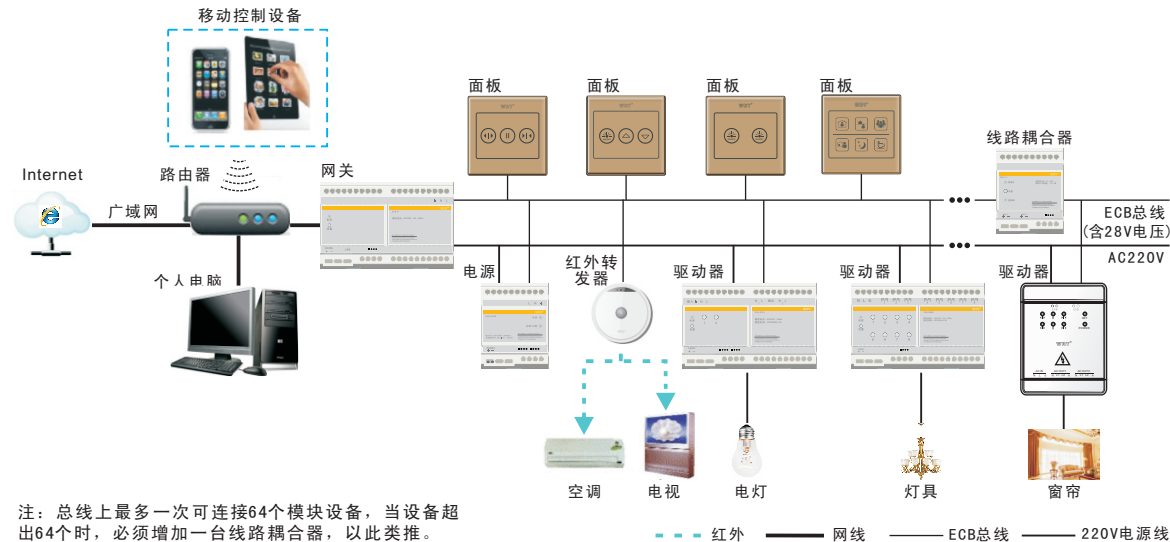 移动控制设备
面板
面板
面板
面板
线路耦合器
Internet
路由器
网关
广域网
ECB总线
(含28V电压)
AC220V
个人电脑
电源
红外转
发器
驱动器
驱动器
驱动器
空调
电视
电灯
灯具
窗帘
注：总线上最多一次可连接64个模块设备，当设备超
出64个时，必须增加一台线路耦合器，以此类推。
红外
网线
ECB总线
220V电源线